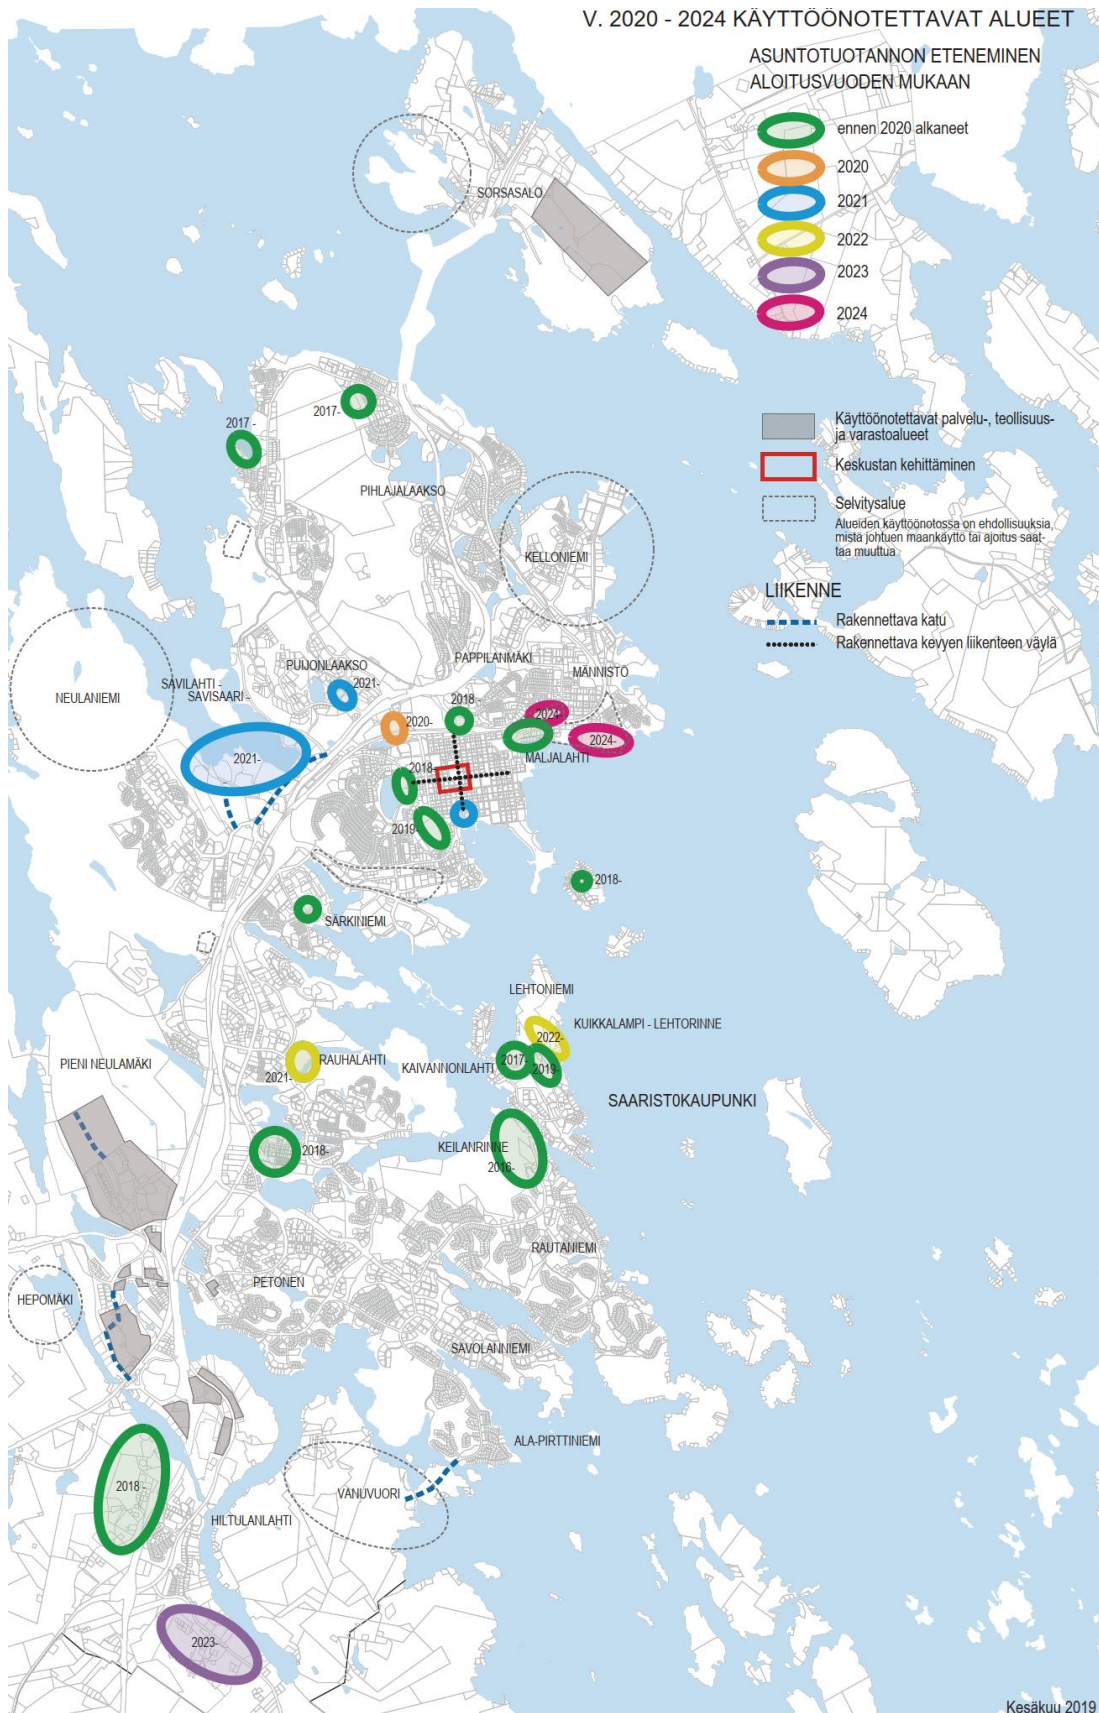 V. 2020 - 2024 KÄYTTÖÖNOTETTAVAT ALUEET
ASUNTOTUOTANNON ETENEMINEN
ALOITUSVUODEN MUKAAN
ennen 2020 alkaneet
2020
2021
2022
2023
2024
Käyttöönotettavat palvelu-, teollisuus-
ja varastoalueet
Keskustan kehittäminen
Selvitysalue
Alueiden käyttöönotossa on ehdollisuuksia,
mistä johtuen maankäyttö tai ajoitus saat-
taa muuttua
LIIKENNE
Rakennettava katu
Rakennettava kevyen liikenteen väylä
SORSASALO
2017-
2017 -
PIHLAJALAAKSO
KELLONIEMI
PUIJONLAAKSO
PAPPILANMÄKI
MÄNNISTÖ
NEULANIEMI
SAVILAHTI -
SAVISAARI -
2021-
2018 -
2020-
2024-
2024-
MALJALAHTI
2021-
2018-
2019-
2018-
SÄRKINIEMI
LEHTONIEMI
KUIKKALAMPI - LEHTORINNE
2022-
PIENI NEULAMÄKI
RAUHALAHTI
2021-
KAIVANNONLAHTI
2017-
2019-
SAARIST0KAUPUNKI
2018-
KEILANRINNE
2016-
RAUTANIEMI
PETONEN
HEPOMÄKI
SAVOLANNIEMI
ALA-PIRTTINIEMI
2018 -
VANUVUORI
HILTULANLAHTI
2023-
Kesäkuu 2019